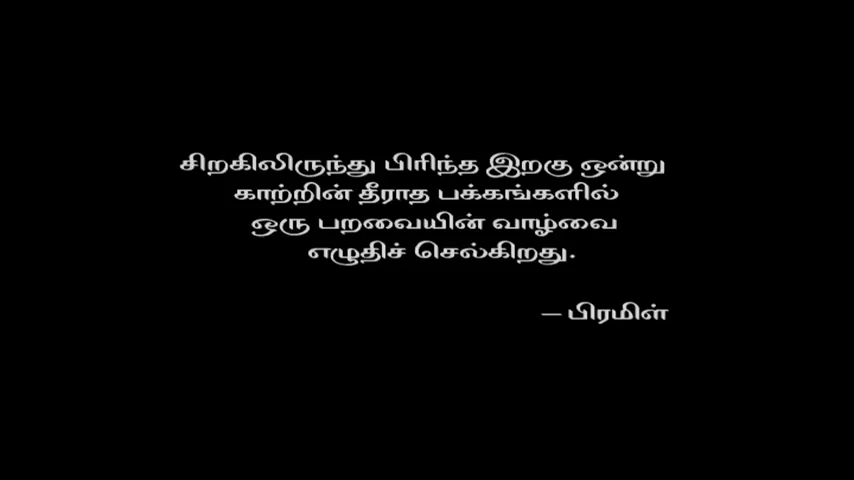 சிறகிலிருந்து பிரிந்த இறகு ஒன்று
காற்றின் தீராத பக்கங்களில்
ஒரு பறவையின் வாழ்வை
எழுதிச் செல்கிறது.
— பிரமிள்